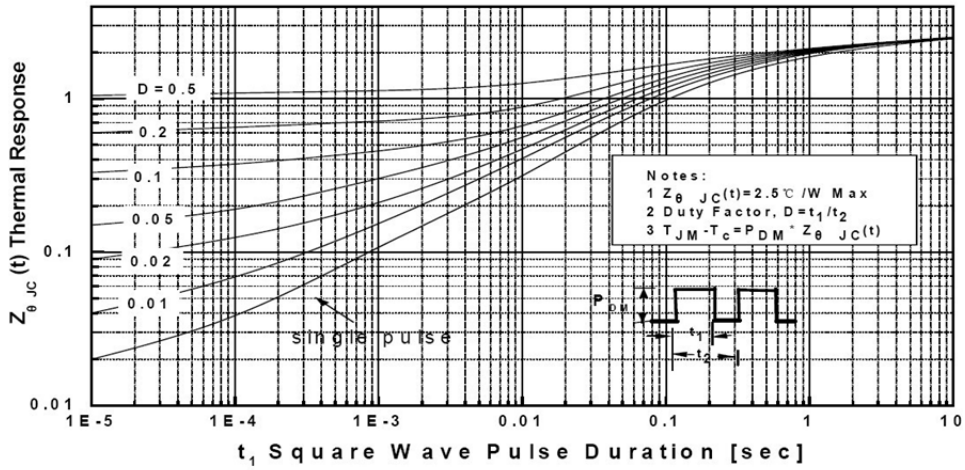 Z θ JC (t) Thermal Response
1
0.1
0.01
D = 0.5
0.2
0.1
0.05
0.02
0.01
single pulse
Notes:
1 Z θ JC (t)=2.5℃/W Max
2 Duty Factor, D=t1/t2
3 TJM-Tc=PDM* Z θ JC(t)
PDM
t1
t2
1E-5 1E-4 1E-3 0.01 0.1 1 10
t1 Square Wave Pulse Duration [sec]